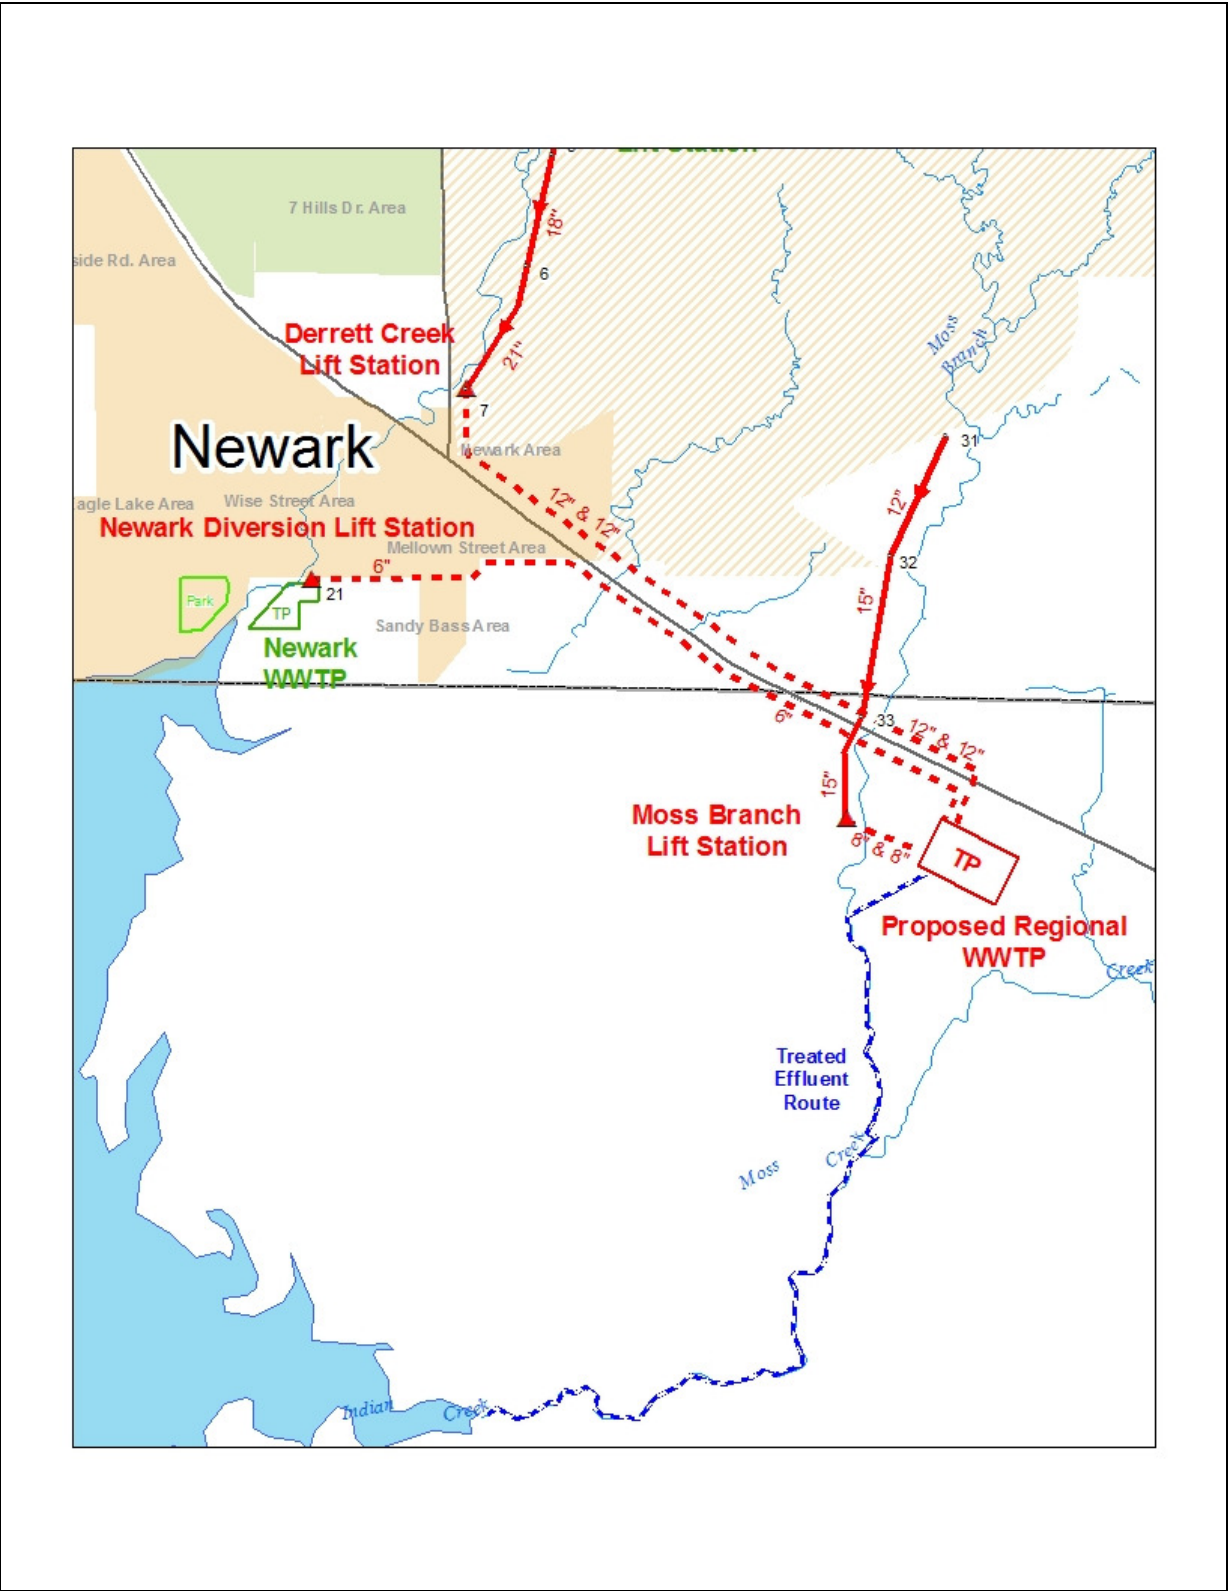 Lift Station
7 Hills Dr. Area
18"
side Rd. Area
6
Moss
Branch
Derrett Creek
Lift Station
21"
7
Newark
Newark Area
31
12"
agle Lake Area
Wise Street Area
12" & 12"
Newark Diversion Lift Station
Mellown Street Area
32
6"
21
15"
Park
TP
Sandy Bass Area
Newark
WWTP
6"
33
12" & 12"
15"
Moss Branch
Lift Station
8" & 8"
TP
Proposed Regional
WWTP
Creek
Treated
Effluent
Route
Moss
Creek
Indian
Creek